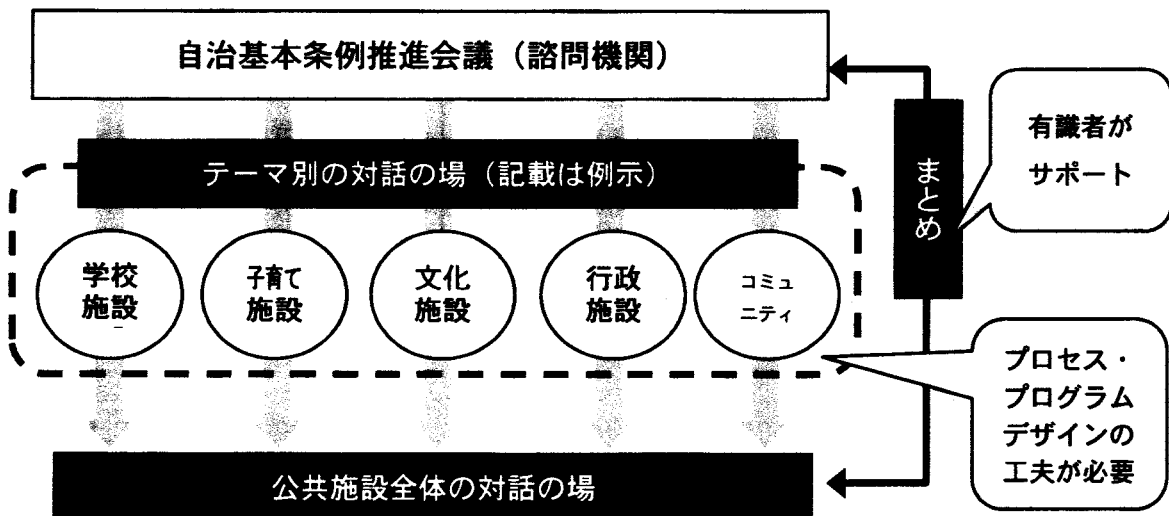 自治基本条例推進会議（諮問機関）
テーマ別の対話の場（記載は例示）
学校
施設
子育て
施設
文化
施設
行政
施設
コミュ
ニティ
公共施設全体の対話の場
まとめ
有識者が
サポート
プロセス・
プログラム
デザインの
工夫が必要